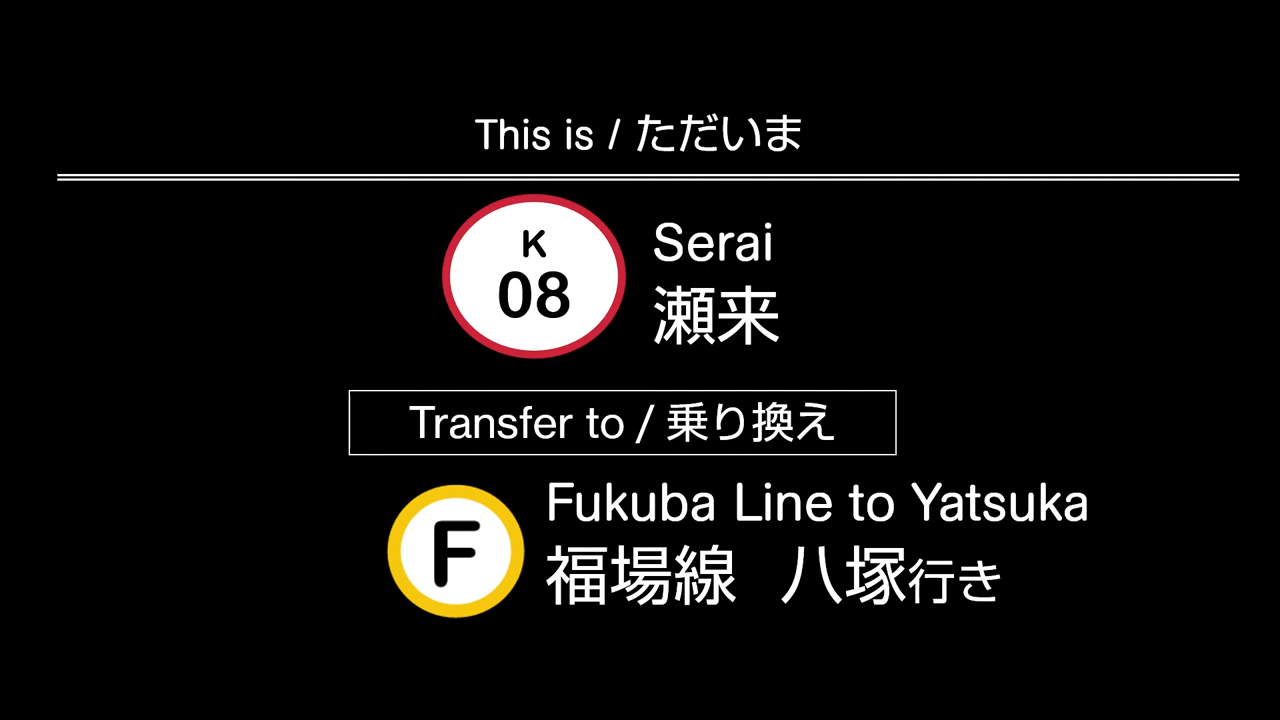 This is / ただいま
K
08
Serai
瀬来
Transfer to / 乗り換え
F
Fukuba Line to Yatsuka
福場線 八塚行き